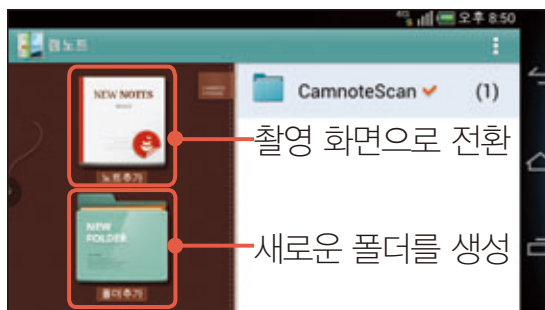 4G 오후 8:50
캠노트
NEW NOTES
CamnoteScan (1)
촬영 화면으로 전환
노트추가
NEW
FOLDER
새로운 폴더를 생성
폴더추가